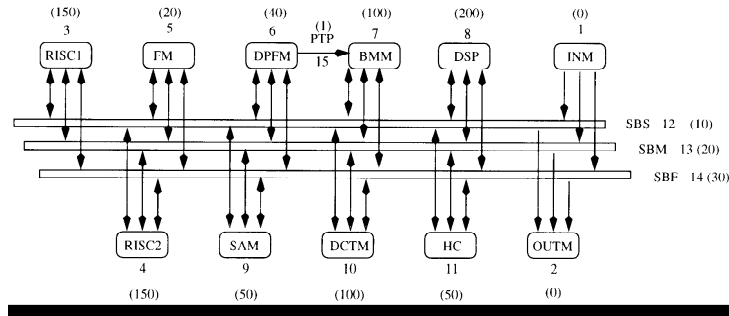 (150) (20) (40) (1) (100) (200) (0)
3 5 6 PTP 7 8 1
RISC1 FM DPFM 15 BMM DSP INM
SBS 12 (10)
SBM 13 (20)
SBF 14 (30)
RISC2 SAM DCTM HC OUTM
4 9 10 11 2
(150) (50) (100) (50) (0)